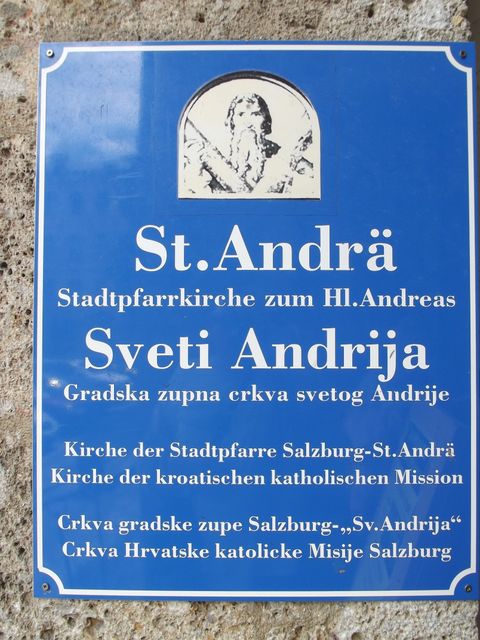 St.Andrä
Stadtpfarrkirche zum Hl.Andreas
Sveti Andrija
Gradska zupna crkva svetog Andrije
Kirche der Stadtpfarre Salzburg-St.Andrä
Kirche der kroatischen katholischen Mission
Crkva gradske zupe Salzburg-„Sv.Andrija“
Crkva Hrvatske katolicke Misije Salzburg